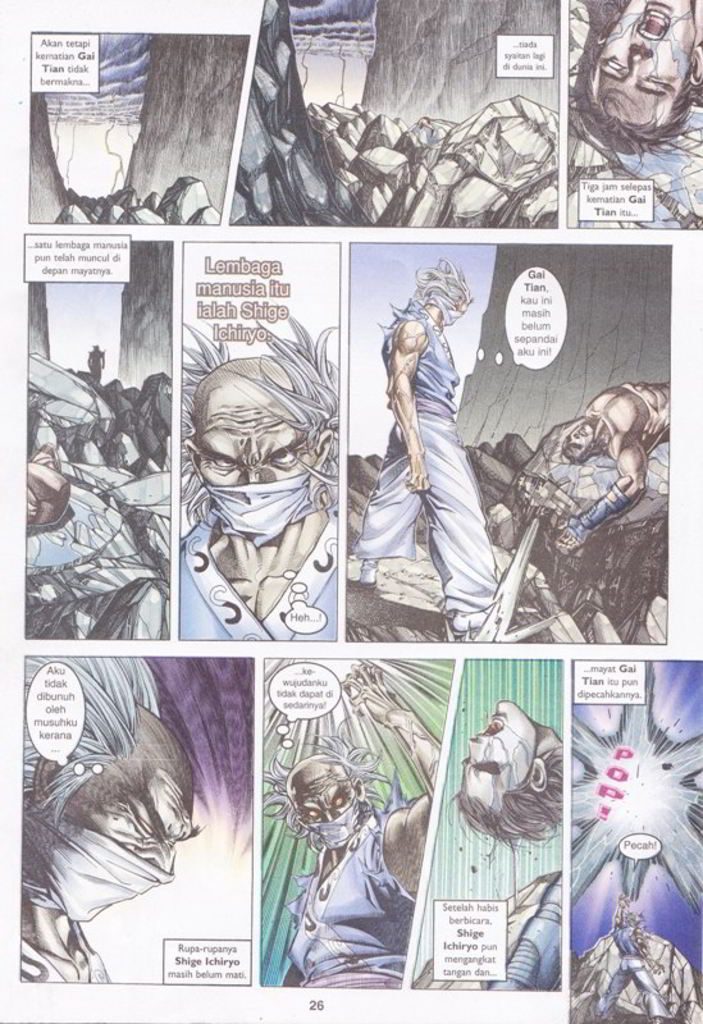 Akan tetapi
kematian Gai
Tian tidak
bermakna...
...tiada
syaitan lagi
di dunia ini.
Tiga jam selepas
kematian Gai
Tian itu...
...satu lembaga manusia
pun telah muncul di
depan mayatnya.
Lembaga
manusia itu
ialah Shige
Ichiryo.
Heh...!
Gai
Tian,
kau ini
masih
belum
sepandai
aku ini!
Aku
tidak
dibunuh
oleh
musuhku
kerana
...
Rupa-rupanya
Shige Ichiryo
masih belum mati.
...ke-
wujudanku
tidak dapat di
sedarinya!
Setelah habis
berbicara,
Shige
Ichiryo pun
mengangkat
tangan dan...
...mayat Gai
Tian itu pun
dipecahkannya.
POP!
Pecah!
26